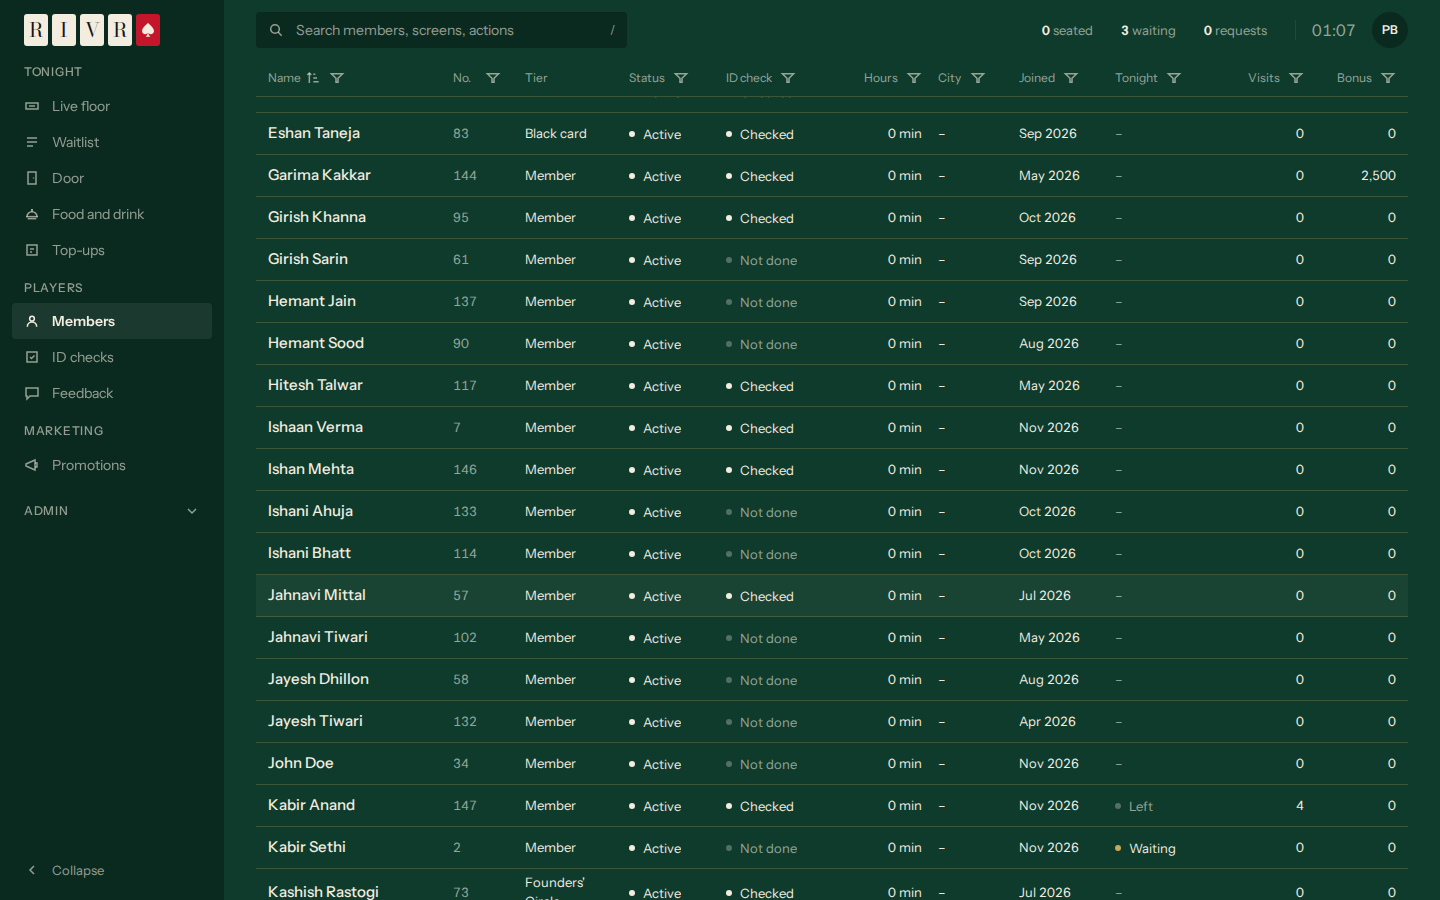 R I V R
Search members, screens, actions /
0 seated 3 waiting 0 requests 01:07 PB
TONIGHT
Live floor
Waitlist
Door
Food and drink
Top-ups
PLAYERS
Members
ID checks
Feedback
MARKETING
Promotions
ADMIN
Collapse
Name No. Tier Status ID check Hours City Joined Tonight Visits Bonus
Eshan Taneja 83 Black card Active Checked 0 min – Sep 2026 – 0 0
Garima Kakkar 144 Member Active Checked 0 min – May 2026 – 0 2,500
Girish Khanna 95 Member Active Checked 0 min – Oct 2026 – 0 0
Girish Sarin 61 Member Active Not done 0 min – Sep 2026 – 0 0
Hemant Jain 137 Member Active Not done 0 min – Sep 2026 – 0 0
Hemant Sood 90 Member Active Not done 0 min – Aug 2026 – 0 0
Hitesh Talwar 117 Member Active Checked 0 min – May 2026 – 0 0
Ishaan Verma 7 Member Active Checked 0 min – Nov 2026 – 0 0
Ishan Mehta 146 Member Active Checked 0 min – Nov 2026 – 0 0
Ishani Ahuja 133 Member Active Not done 0 min – Oct 2026 – 0 0
Ishani Bhatt 114 Member Active Not done 0 min – Oct 2026 – 0 0
Jahnavi Mittal 57 Member Active Checked 0 min – Jul 2026 – 0 0
Jahnavi Tiwari 102 Member Active Not done 0 min – May 2026 – 0 0
Jayesh Dhillon 58 Member Active Not done 0 min – Aug 2026 – 0 0
Jayesh Tiwari 132 Member Active Not done 0 min – Apr 2026 – 0 0
John Doe 34 Member Active Not done 0 min – Nov 2026 – 0 0
Kabir Anand 147 Member Active Checked 0 min – Nov 2026 Left 4 0
Kabir Sethi 2 Member Active Not done 0 min – Nov 2026 Waiting 0 0
Kashish Rastogi 73 Founders' Active Checked 0 min – Jul 2026 – 0 0